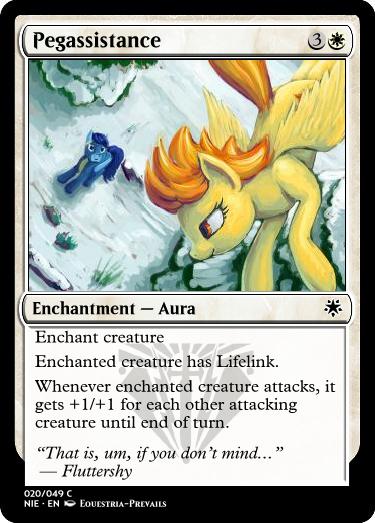 Pegassistance 3
Enchantment — Aura
Enchant creature
Enchanted creature has Lifelink.
Whenever enchanted creature attacks, it
gets +1/+1 for each other attacking
creature until end of turn.
“That is, um, if you don’t mind…”
— Fluttershy
020/049 C
NIE • EN Equestria-Prevails